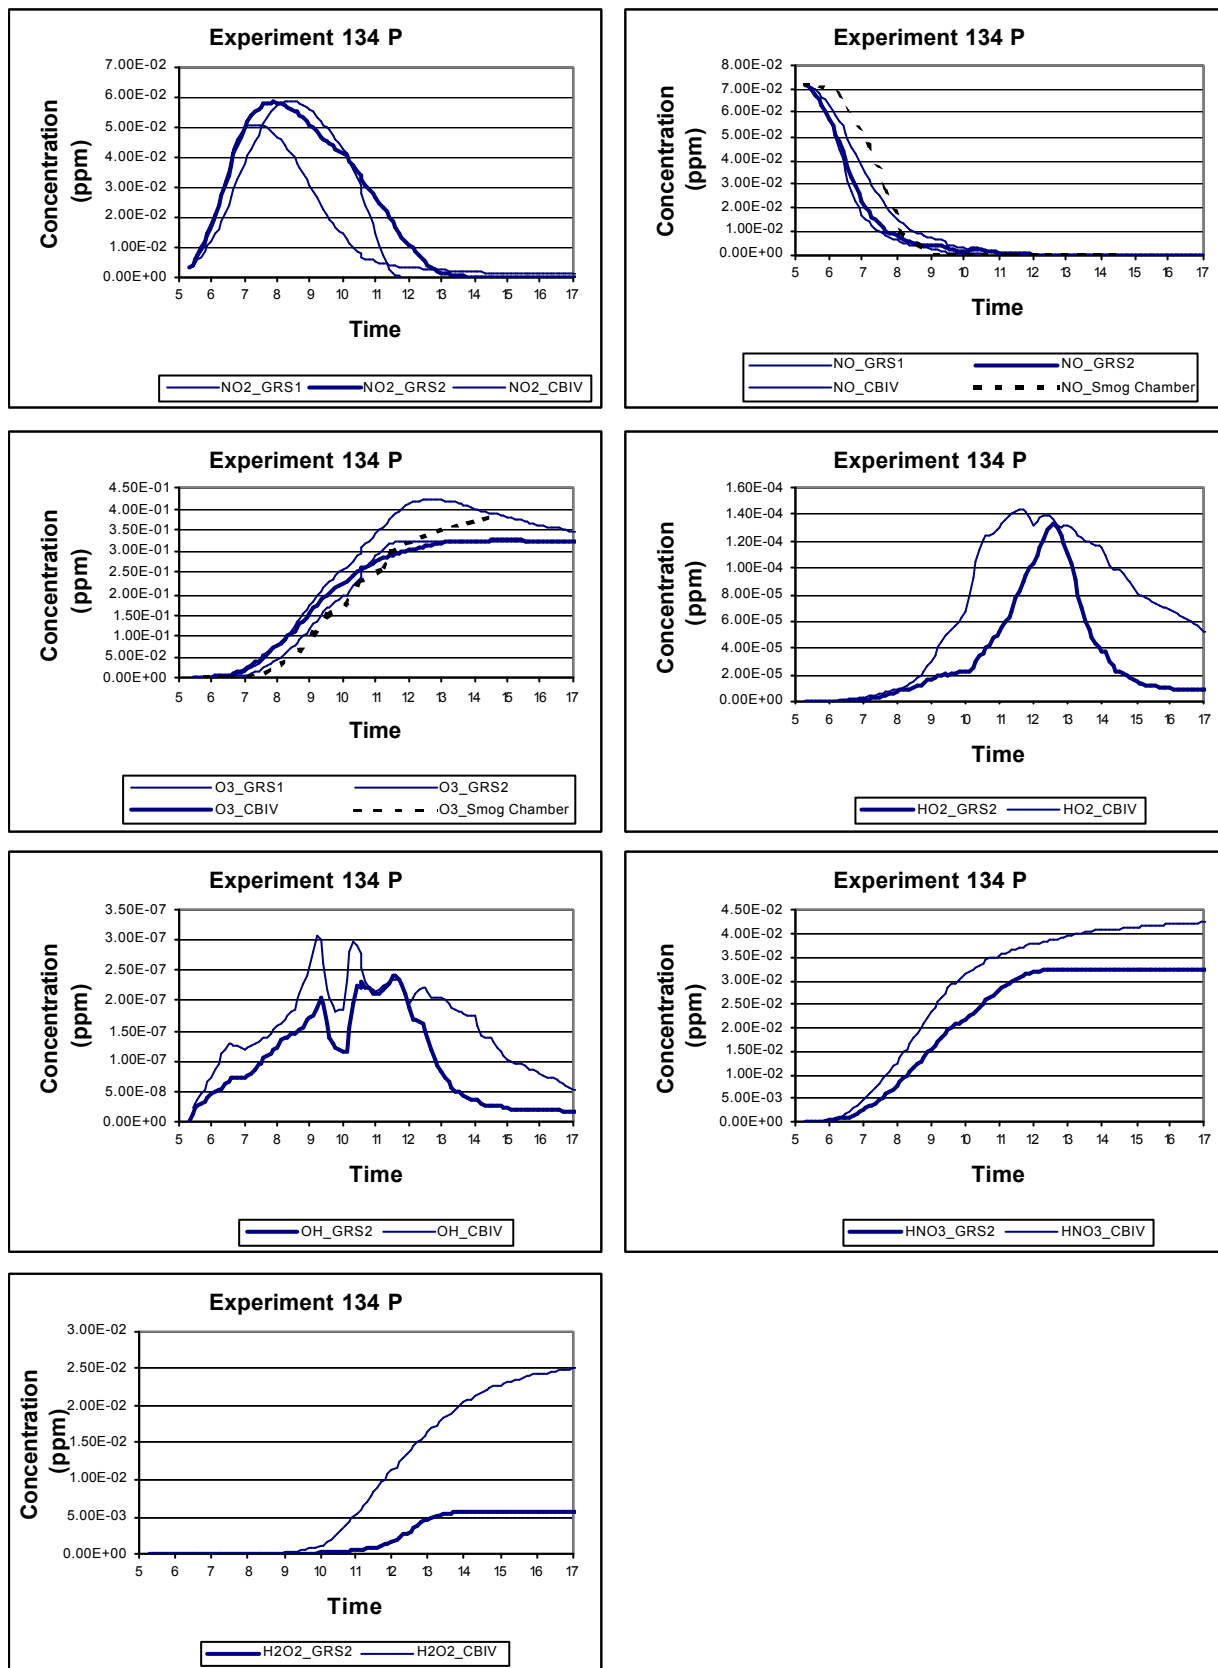 Experiment 134 P
7.00E-02
6.00E-02
5.00E-02
4.00E-02
3.00E-02
2.00E-02
1.00E-02
0.00E+00
Concentration
(ppm)
5 6 7 8 9 10 11 12 13 14 15 16 17
Time
NO2_GRS1 NO2_GRS2 NO2_CBIV
Experiment 134 P
8.00E-02
7.00E-02
6.00E-02
5.00E-02
4.00E-02
3.00E-02
2.00E-02
1.00E-02
0.00E+00
Concentration
(ppm)
5 6 7 8 9 10 11 12 13 14 15 16 17
Time
NO_GRS1 NO_GRS2
NO_CBIV NO_Smog Chamber
Experiment 134 P
4.50E-01
4.00E-01
3.50E-01
3.00E-01
2.50E-01
2.00E-01
1.50E-01
1.00E-01
5.00E-02
0.00E+00
Concentration
(ppm)
5 6 7 8 9 10 11 12 13 14 15 16 17
Time
O3_GRS1 O3_GRS2
O3_CBIV O3_Smog Chamber
Experiment 134 P
1.60E-04
1.40E-04
1.20E-04
1.00E-04
8.00E-05
6.00E-05
4.00E-05
2.00E-05
0.00E+00
Concentration
(ppm)
5 6 7 8 9 10 11 12 13 14 15 16 17
Time
HO2_GRS2 HO2_CBIV
Experiment 134 P
3.50E-07
3.00E-07
2.50E-07
2.00E-07
1.50E-07
1.00E-07
5.00E-08
0.00E+00
Concentration
(ppm)
5 6 7 8 9 10 11 12 13 14 15 16 17
Time
OH_GRS2 OH_CBIV
Experiment 134 P
4.50E-02
4.00E-02
3.50E-02
3.00E-02
2.50E-02
2.00E-02
1.50E-02
1.00E-02
5.00E-03
0.00E+00
Concentration
(ppm)
5 6 7 8 9 10 11 12 13 14 15 16 17
Time
HNO3_GRS2 HNO3_CBIV
Experiment 134 P
3.00E-02
2.50E-02
2.00E-02
1.50E-02
1.00E-02
5.00E-03
0.00E+00
Concentration
(ppm)
5 6 7 8 9 10 11 12 13 14 15 16 17
Time
H2O2_GRS2 H2O2_CBIV